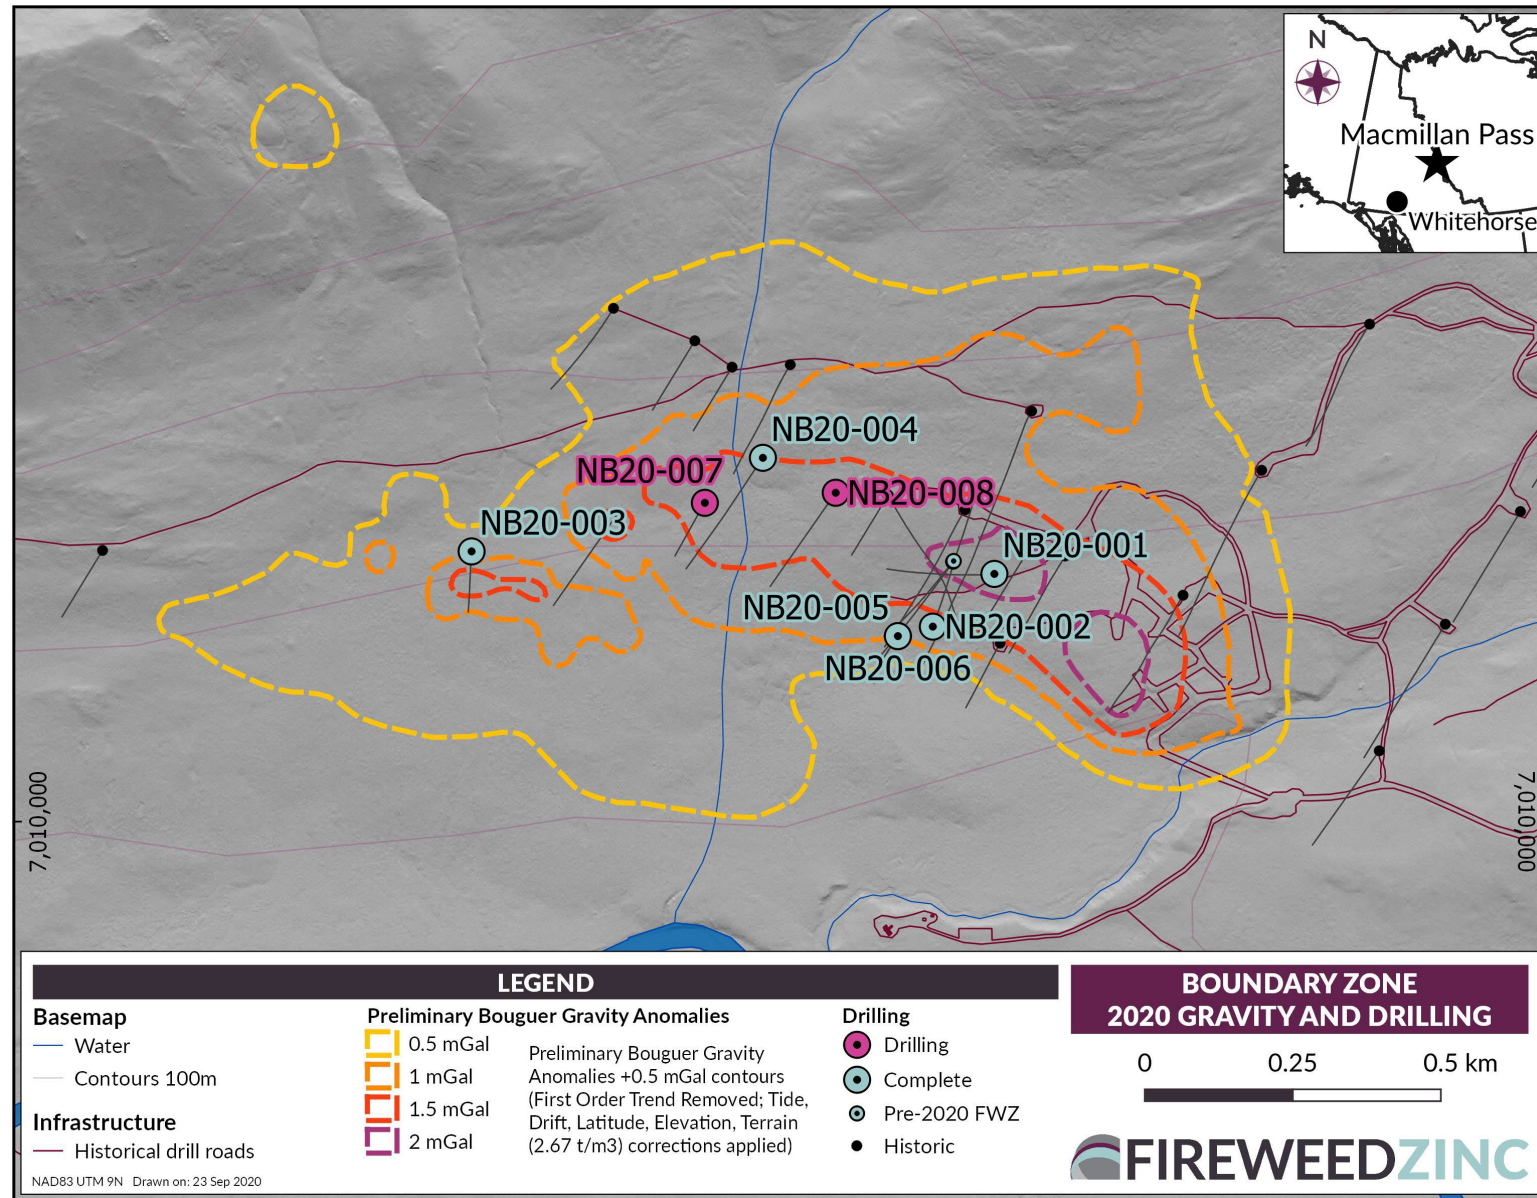 N
Macmillan Pass
Whitehorse
NB20-004
NB20-007
NB20-008
NB20-003
NB20-001
NB20-005
NB20-002
NB20-006
7,010,000
7,010,000
LEGEND
Basemap
Water
Contours 100m
Infrastructure
Historical drill roads
NAD83 UTM 9N Drawn on: 23 Sep 2020
Preliminary Bouguer Gravity Anomalies
0.5 mGal
1 mGal
1.5 mGal
2 mGal
Preliminary Bouguer Gravity
Anomalies +0.5 mGal contours
(First Order Trend Removed; Tide,
Drift, Latitude, Elevation, Terrain
(2.67 t/m3) corrections applied)
Drilling
Drilling
Complete
Pre-2020 FWZ
Historic
BOUNDARY ZONE
2020 GRAVITY AND DRILLING
0 0.25 0.5 km
FIREWEEDZINC